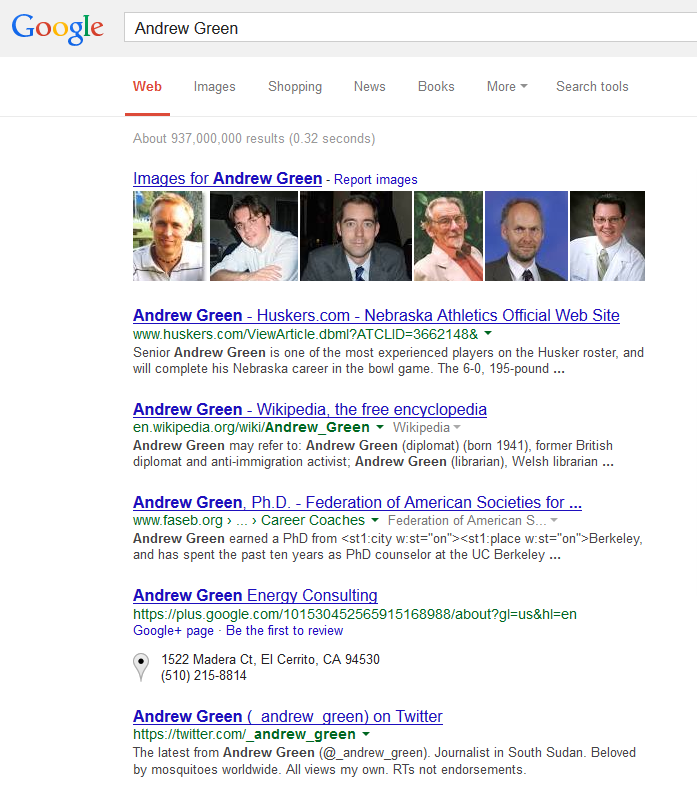 Google
Andrew Green
Web Images Shopping News Books More Search tools
About 937,000,000 results (0.32 seconds)
Images for Andrew Green - Report images
Andrew Green - Huskers.com - Nebraska Athletics Official Web Site
www.huskers.com/ViewArticle.dbml?ATCLID=3662148&
Senior Andrew Green is one of the most experienced players on the Husker roster, and
will complete his Nebraska career in the bowl game. The 6-0, 195-pound ...
Andrew Green - Wikipedia, the free encyclopedia
en.wikipedia.org/wiki/Andrew_Green Wikipedia
Andrew Green may refer to: Andrew Green (diplomat) (born 1941), former British
diplomat and anti-immigration activist; Andrew Green (librarian), Welsh librarian ...
Andrew Green, Ph.D. - Federation of American Societies for ...
www.faseb.org › ... › Career Coaches Federation of American S...
Andrew Green earned a PhD from <st1:city w:st="on"><st1:place w:st="on">Berkeley,
and has spent the past ten years as PhD counselor at the UC Berkeley ...
Andrew Green Energy Consulting
https://plus.google.com/101530452565915168988/about?gl=us&hl=en
Google+ page · Be the first to review
1522 Madera Ct, El Cerrito, CA 94530
(510) 215-8814
Andrew Green (_andrew_green) on Twitter
https://twitter.com/_andrew_green
The latest from Andrew Green (@_andrew_green). Journalist in South Sudan. Beloved
by mosquitoes worldwide. All views my own. RTs not endorsements.